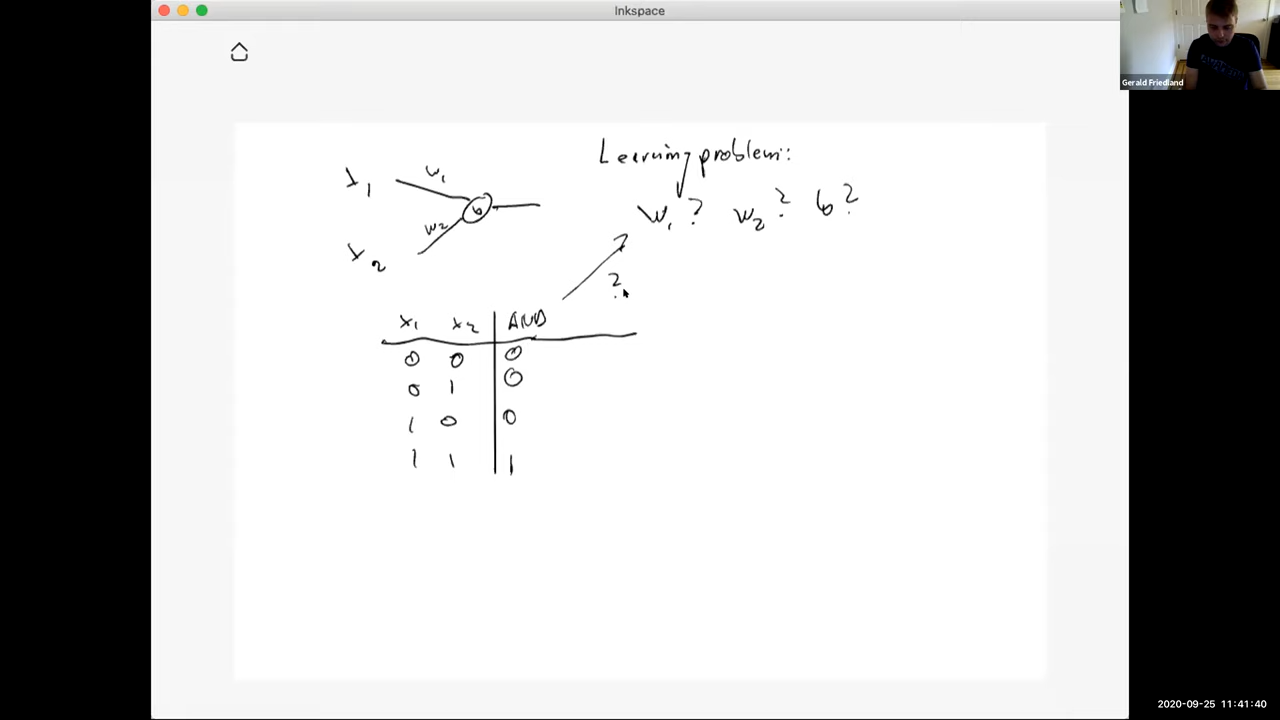 Inkspace
Gerald Friedland
Learning problem:
x1 w1
b
w1? w2? b?
x2 w2
?
x1 x2 AND
0 0 0
0 1 0
1 0 0
1 1 1
2020-09-25 11:41:40